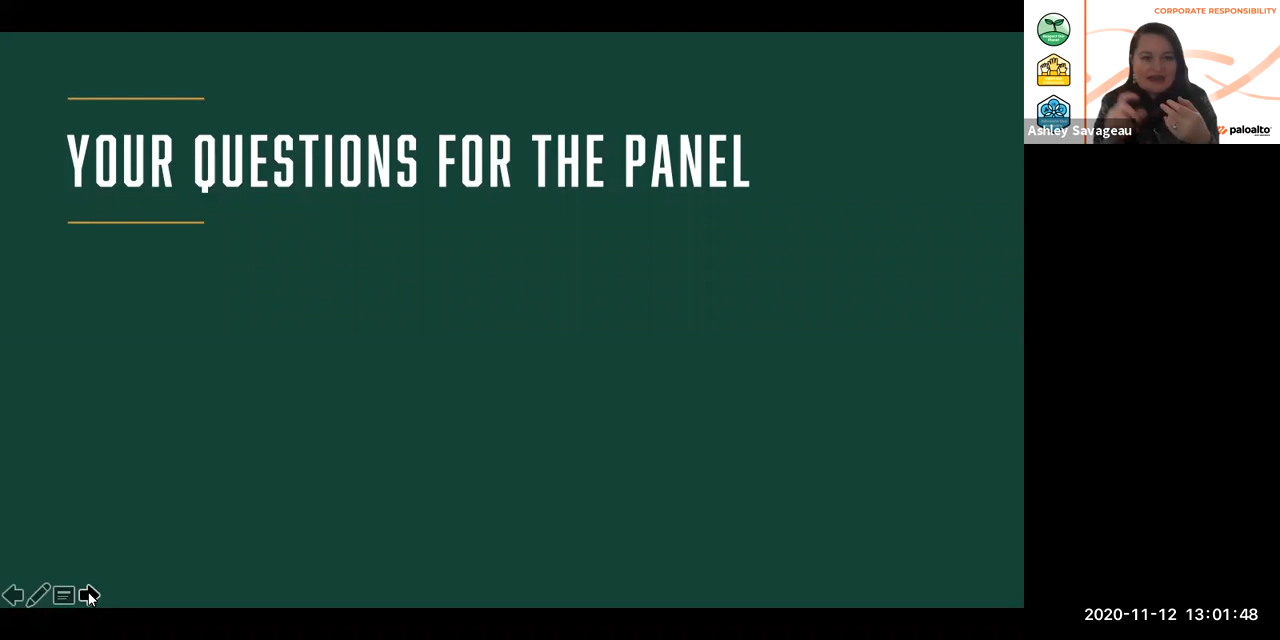 YOUR QUESTIONS FOR THE PANEL
CORPORATE RESPONSIBILITY
Ashley Savageau
paloalto
2020-11-12 13:01:48